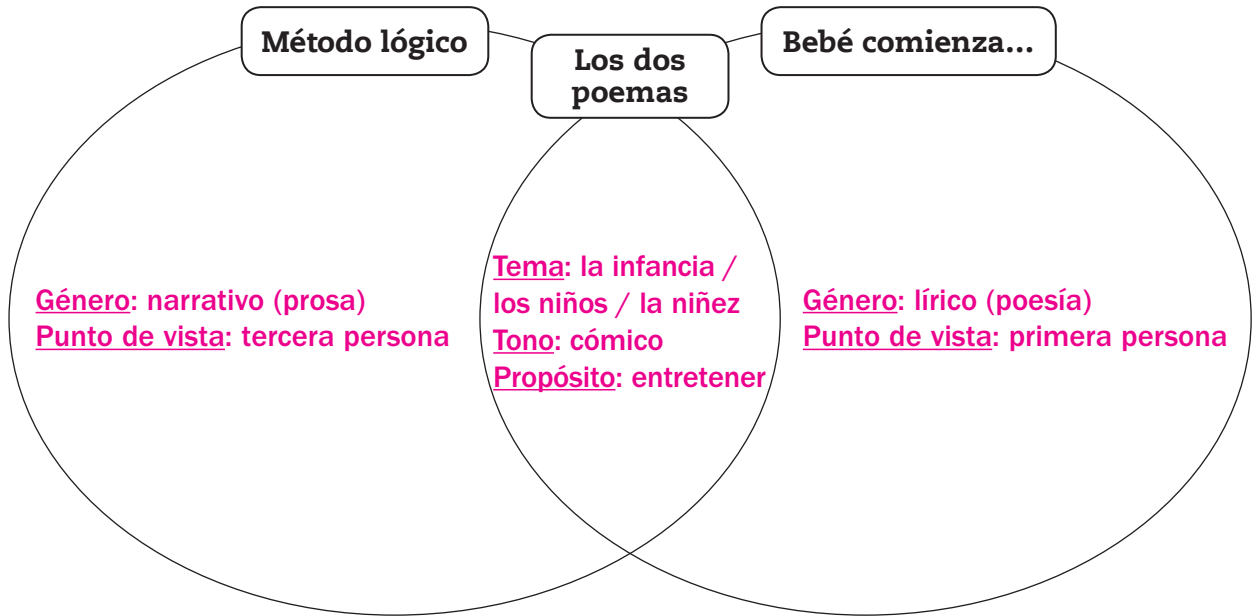 Método lógico
Los dos
poemas
Bebé comienza...
Género: narrativo (prosa)
Punto de vista: tercera persona
Tema: la infancia /
los niños / la niñez
Tono: cómico
Propósito: entretener
Género: lírico (poesía)
Punto de vista: primera persona